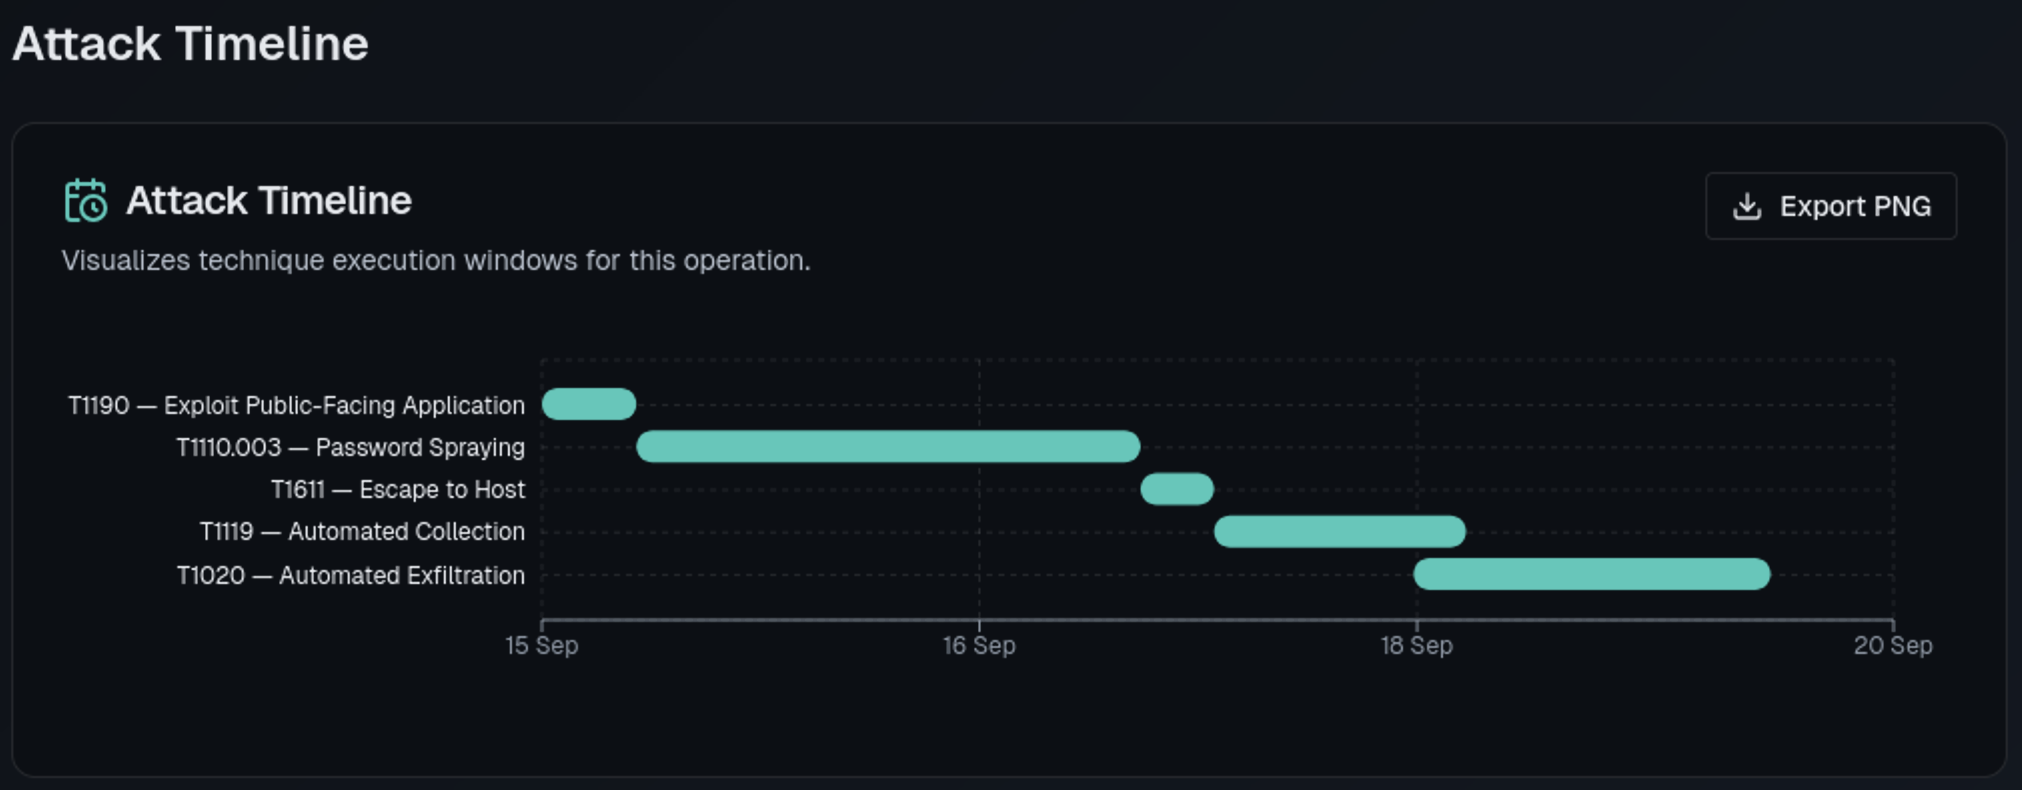 Attack Timeline
Attack Timeline
Export PNG
Visualizes technique execution windows for this operation.
T1190 — Exploit Public-Facing Application
T1110.003 — Password Spraying
T1611 — Escape to Host
T1119 — Automated Collection
T1020 — Automated Exfiltration
15 Sep 16 Sep 18 Sep 20 Sep